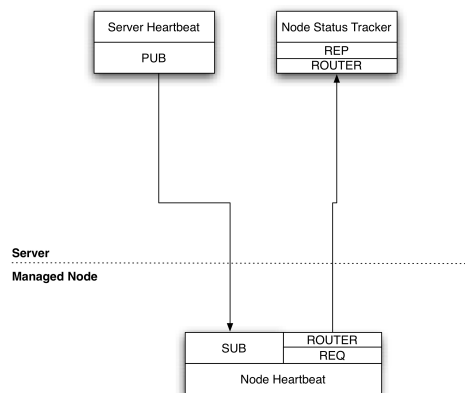 Server Heartbeat
PUB
Node Status Tracker
REP
ROUTER
Server
Managed Node
SUB
ROUTER
REQ
Node Heartbeat